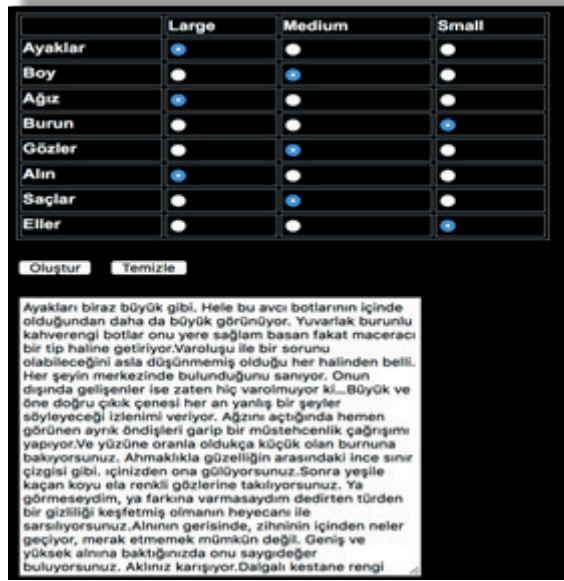 Large Medium Small
Ayaklar
Boy
Ağız
Burun
Gözler
Alın
Saçlar
Eller
Oluştur Temizle
Ayakları biraz büyük gibi. Hele bu avcı botlarının içinde
olduğundan daha da büyük görünüyor. Yuvarlak burunlu
kahverengi botlar onu yere sağlam basan fakat maceracı
bir tip haline getiriyor.Varoluşu ile bir sorunu
olabileceğini asla düşünmemiş olduğu her halinden belli.
Her şeyin merkezinde bulunduğunu sanıyor. Onun
dışında gelişenler ise zaten hiç varolmuyor ki...Büyük ve
öne doğru çıkık çenesi her an yanlış bir şeyler
söyleyeceği izlenimi veriyor. Ağzını açtığında hemen
görünen ayrık öndişleri garip bir müstehcenlik çağrışımı
yapıyor.Ve yüzüne oranla oldukça küçük olan burnuna
bakıyorsunuz. Ahmaklıkla güzelliğin arasındaki ince sınır
çizgisi gibi. ıçinizden ona gülüyorsunuz.Sonra yeşile
kaçan koyu ela renkli gözlerine takılıyorsunuz. Ya
görmeseydim, ya farkına varmasaydım dedirten türden
bir gizliliği keşfetmiş olmanın heyecanı ile
sarsılıyorsunuz.Alnının gerisinde, zihninin içinden neler
geçiyor, merak etmemek mümkün değil. Geniş ve
yüksek alnına baktığınızda onu saygıdeğer
buluyorsunuz. Aklınız karışıyor.Dalgalı kestane rengi